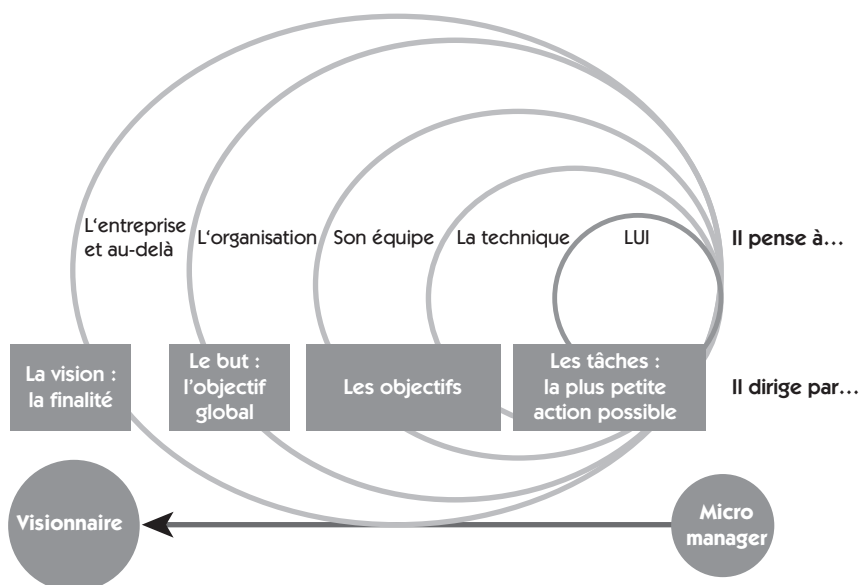 L‘entreprise
et au-delà
L‘organisation
Son équipe
La technique
LUI
Il pense à…
La vision :
la finalité
Le but :
l’objectif
global
Les objectifs
Les tâches :
la plus petite
action possible
Il dirige par…
Visionnaire
Micro
manager